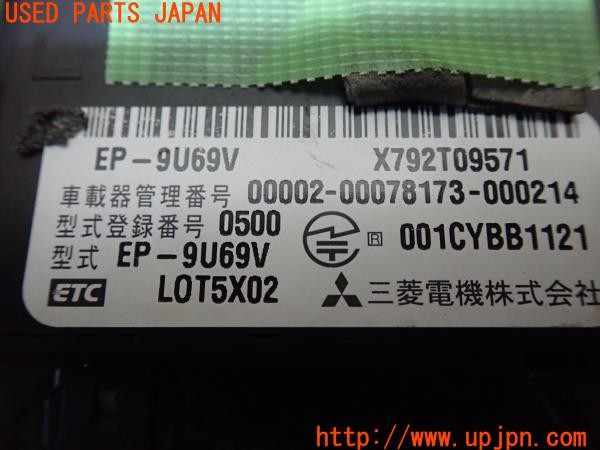 USED PARTS JAPAN
EP-9U69V X792T09571
車載器管理番号 00002-00078173-000214
型式登録番号 0500
R 001CYBB1121
型式 EP-9U69V
ETC LOT5X02 三菱電機株式会社
http://www.upjpn.com/